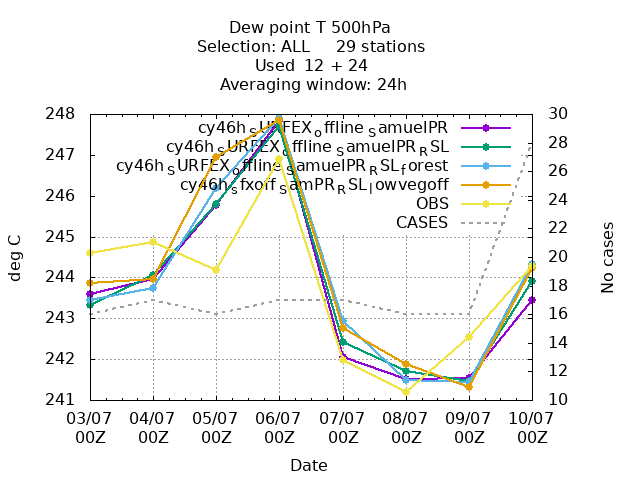 Dew point T 500hPa
Selection: ALL     29 stations
Used  12 + 24
Averaging window: 24h
248
247
246
245
244
243
242
241
deg C
30
28
26
24
22
20
18
16
14
12
10
No cases
cy46h_SURFEX_offline_samuelPR
cy46h_SURFEX_offline_samuelPR_RSL
cy46h_SURFEX_offline_samuelPR_RSL_forest
cy46h_sfxoff_SamPR_RSL_lowvegoff
OBS
CASES
03/07 04/07 05/07 06/07 07/07 08/07 09/07 10/07
00Z 00Z 00Z 00Z 00Z 00Z 00Z 00Z
Date